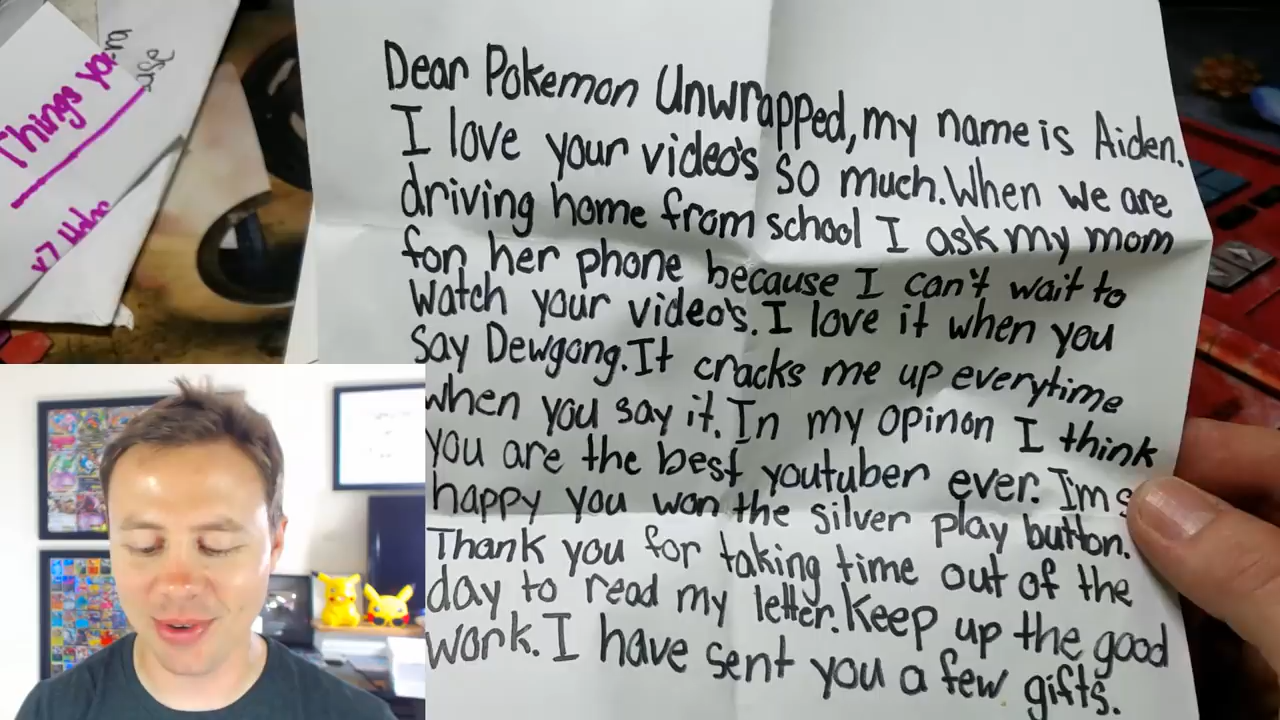 Things you
v7 Who
Dear Pokemon Unwrapped, my name is Aiden.
I love your video's so much. When we are
driving home from school I ask my mom
for her phone because I can't wait to
watch your video's. I love it when you
say Dewgong. It cracks me up everytime
when you say it. In my opinon I think
you are the best youtuber ever. I'm s
happy you won the silver play button.
Thank you for taking time out of the
day to read my letter. Keep up the good
work. I have sent you a few gifts.